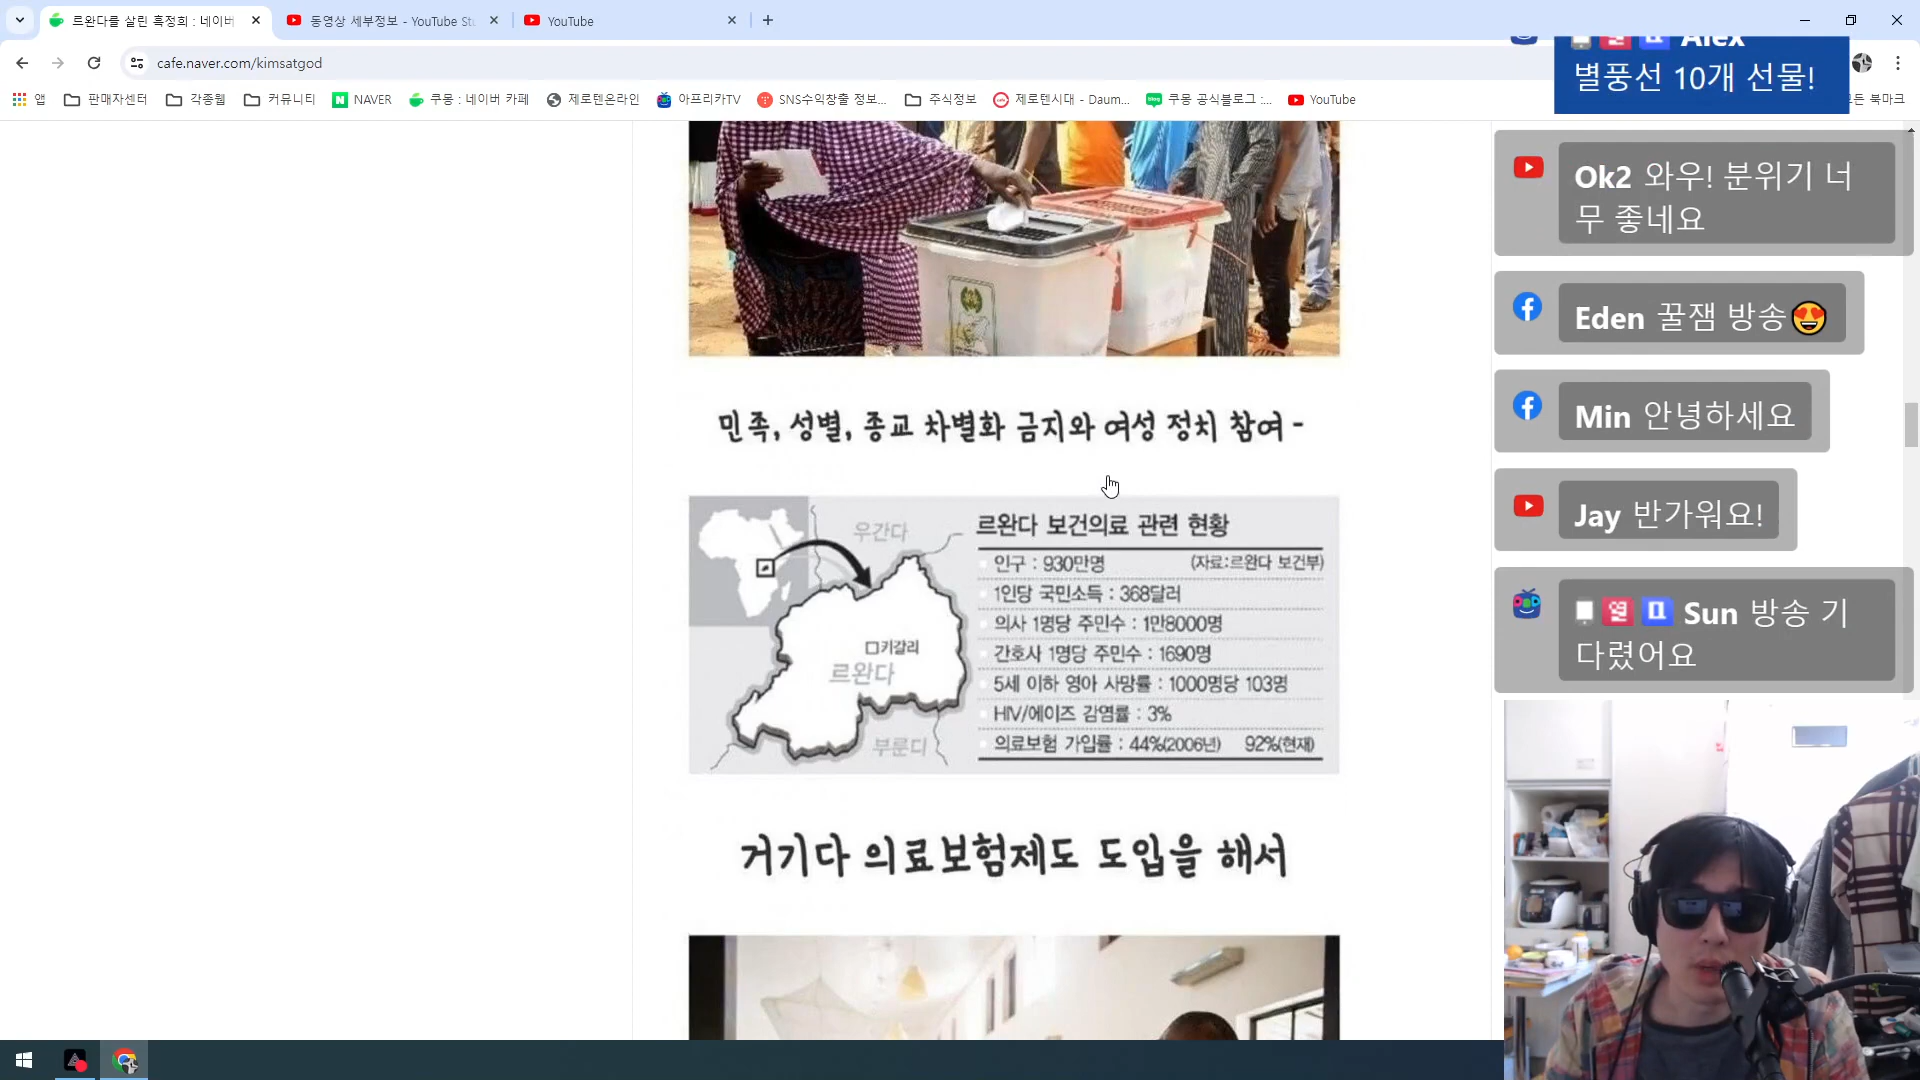 르완다를 살린 흑정희 : 네이버
동영상 세부정보 - YouTube St
YouTube
cafe.naver.com/kimsatgod
앱
판매자센터
각종웹
커뮤니티
NAVER
쿠몽 : 네이버 카페
제로텐온라인
아프리카TV
SNS수익창출 정보...
주식정보
제로텐시대 - Daum...
쿠몽 공식블로그 :...
YouTube
모든 북마크
열 Alex
별풍선 10개 선물!
Ok2 와우! 분위기 너
무 좋네요
Eden 꿀잼 방송😍
Min 안녕하세요
Jay 반가워요!
열 Sun 방송 기
다렸어요
민족, 성별, 종교 차별화 금지와 여성 정치 참여 -
우간다
키갈리
르완다
부룬디
르완다 보건의료 관련 현황
인구 : 930만명 (자료:르완다 보건부)
1인당 국민소득 : 368달러
의사 1명당 주민수 : 1만8000명
간호사 1명당 주민수 : 1690명
5세 이하 영아 사망률 : 1000명당 103명
HIV/에이즈 감염률 : 3%
의료보험 가입률 : 44%(2006년) 92%(현재)
거기다 의료보험제도 도입을 해서